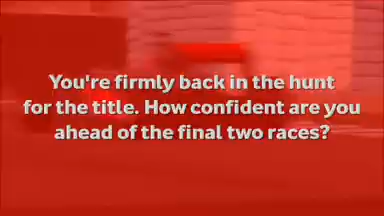 You're firmly back in the hunt
for the title. How confident are you
ahead of the final two races?